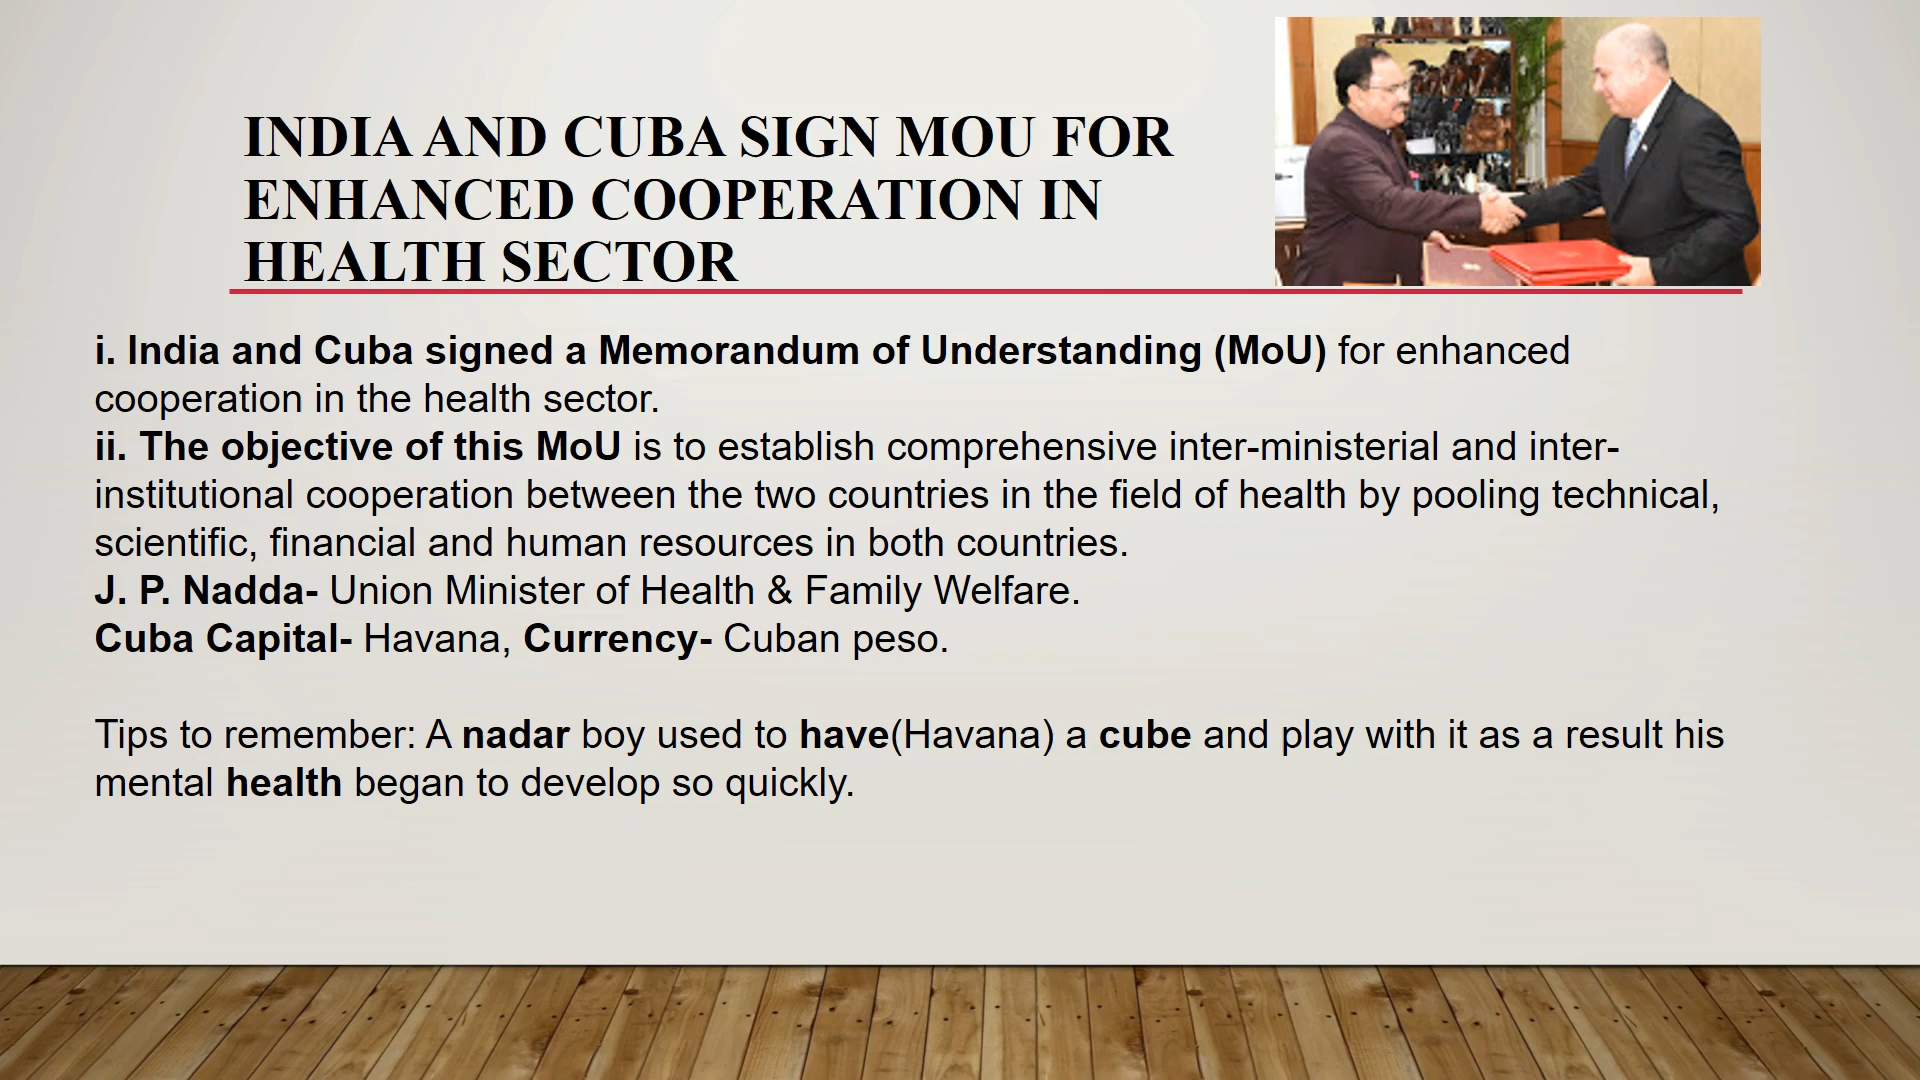 INDIA AND CUBA SIGN MOU FOR
ENHANCED COOPERATION IN
HEALTH SECTOR
i. India and Cuba signed a Memorandum of Understanding (MoU) for enhanced
cooperation in the health sector.
ii. The objective of this MoU is to establish comprehensive inter-ministerial and inter-
institutional cooperation between the two countries in the field of health by pooling technical,
scientific, financial and human resources in both countries.
J. P. Nadda- Union Minister of Health & Family Welfare.
Cuba Capital- Havana, Currency- Cuban peso.
Tips to remember: A nadar boy used to have(Havana) a cube and play with it as a result his
mental health began to develop so quickly.